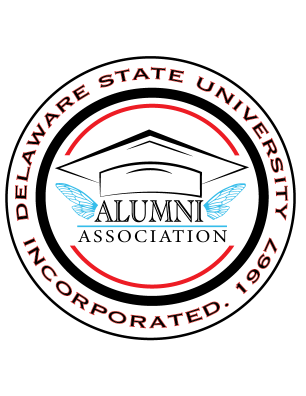 DELAWARE STATE UNIVERSITY
ALUMNI
ASSOCIATION
INCORPORATED. 1967